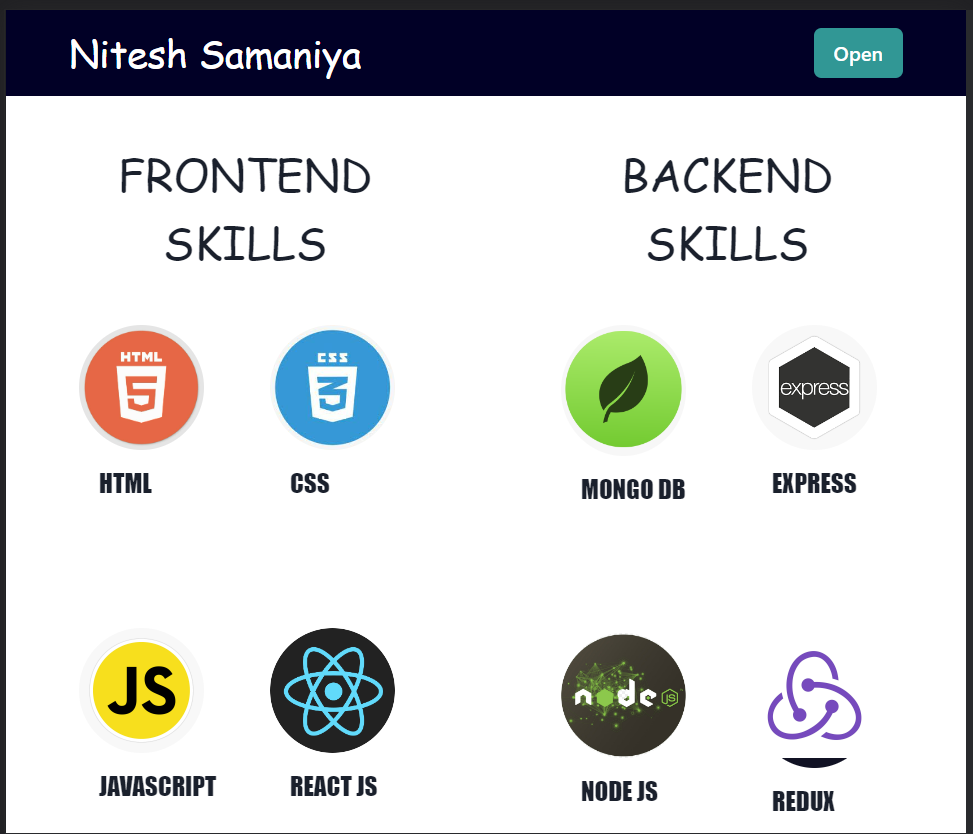 Nitesh Samaniya
Open
FRONTEND
SKILLS
BACKEND
SKILLS
HTML
5
CSS
3
express
HTML
CSS
MONGO DB
EXPRESS
JS
node JS
JAVASCRIPT
REACT JS
NODE JS
REDUX